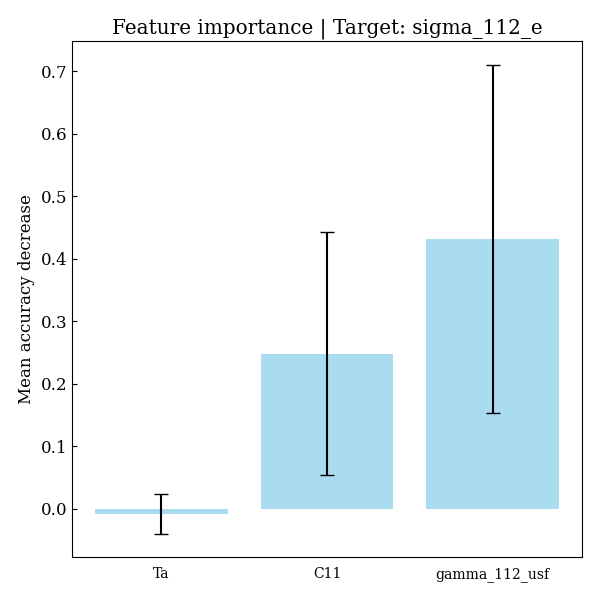 Feature importance | Target: sigma_112_e
Mean accuracy decrease
0.7
0.6
0.5
0.4
0.3
0.2
0.1
0.0
Ta
C11
gamma_112_usf